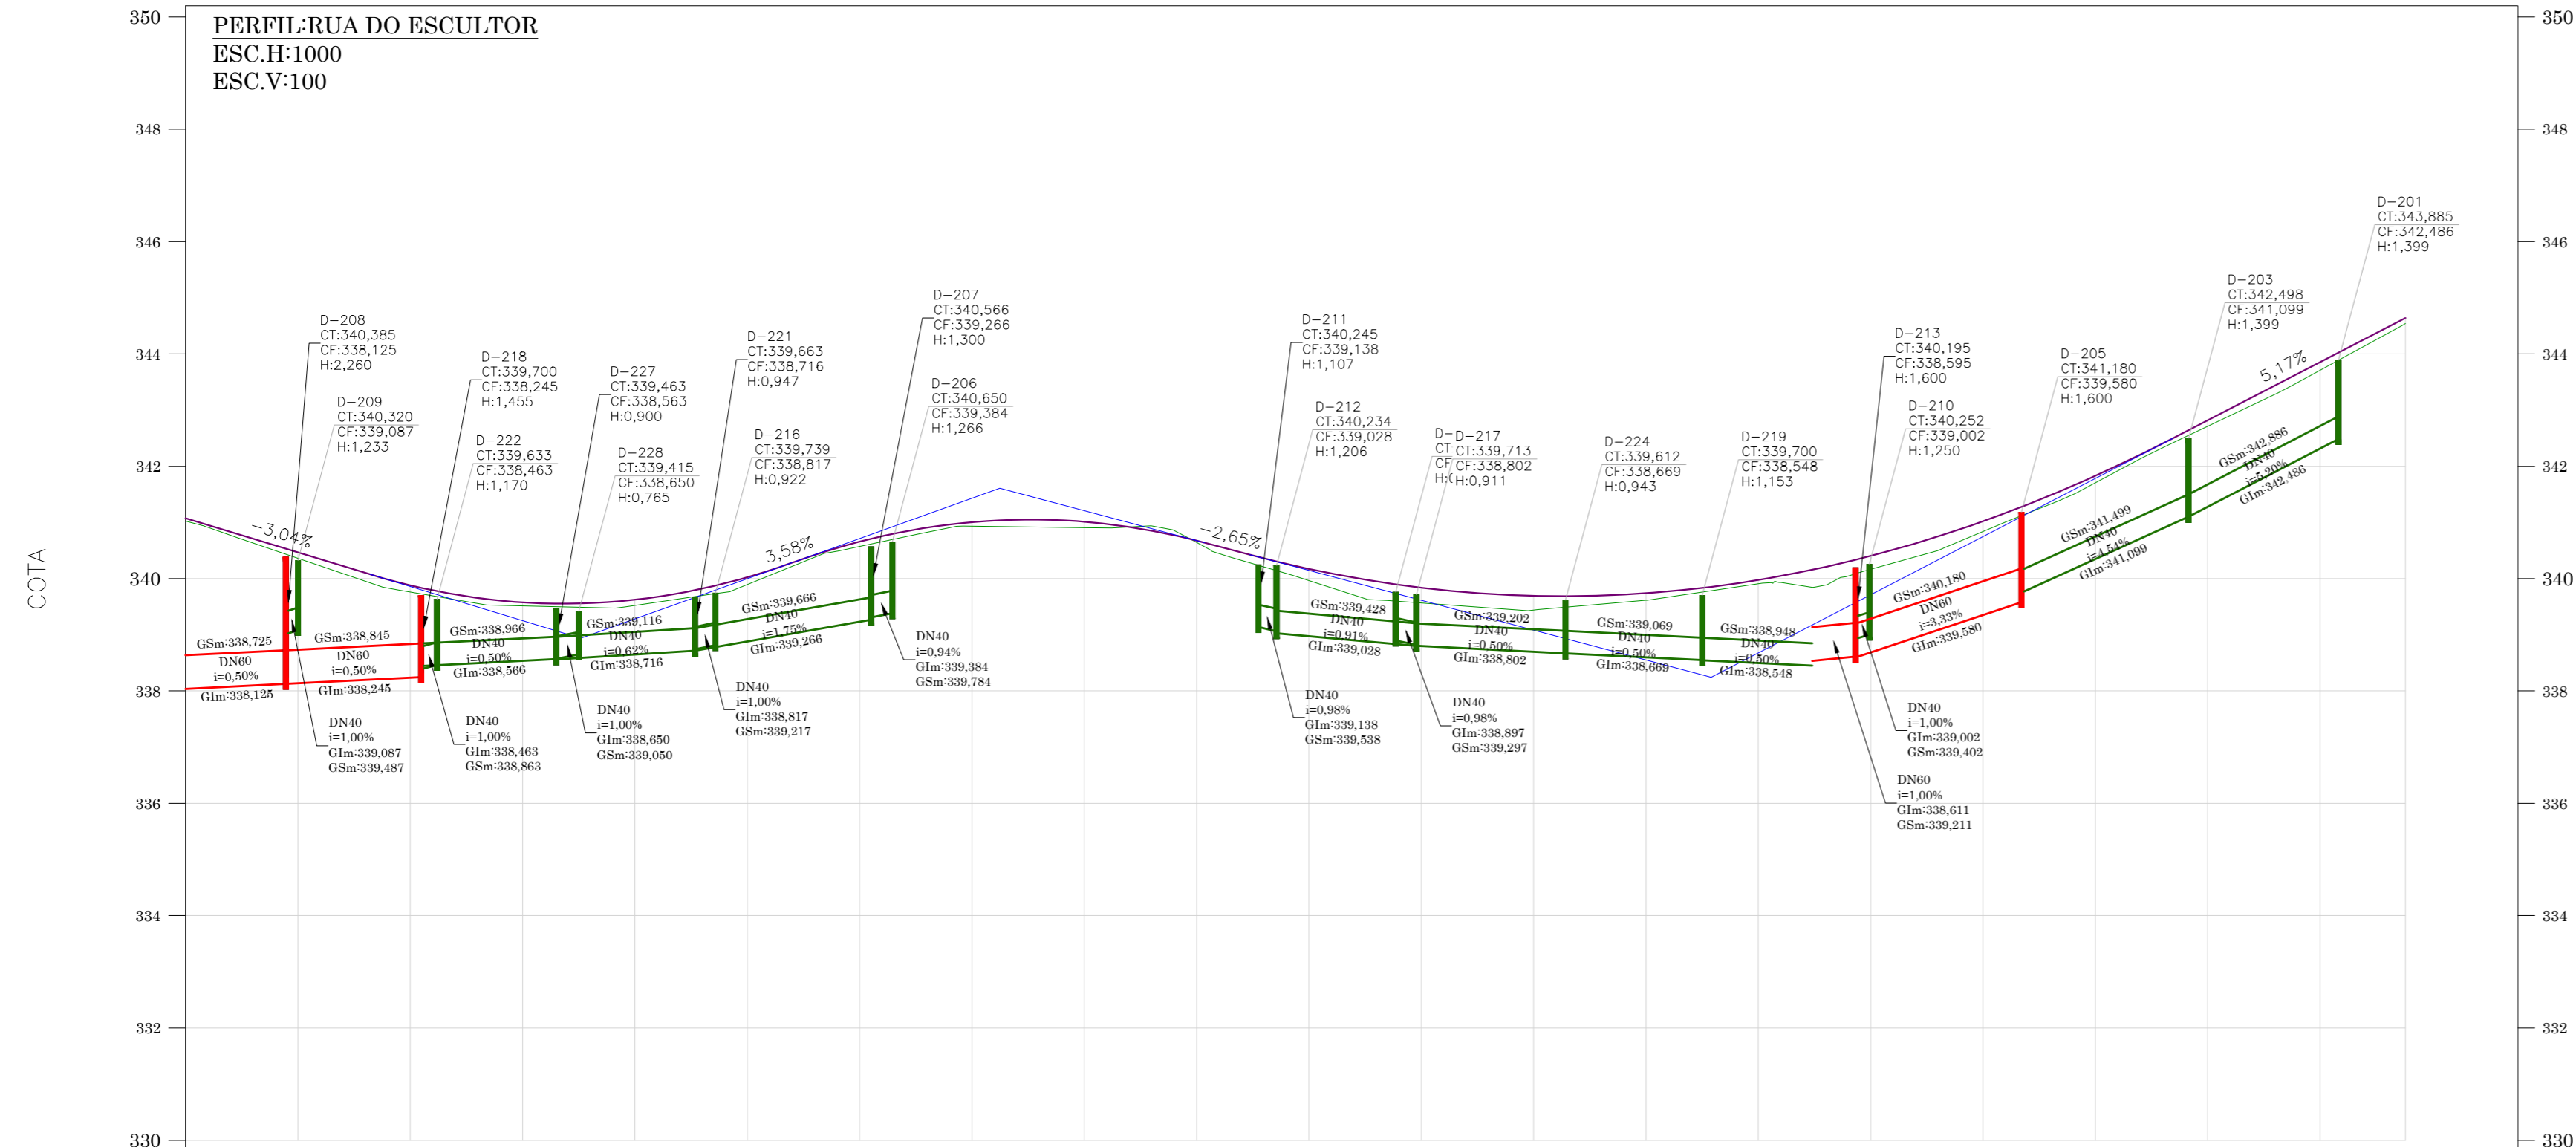 PERFIL:RUA DO ESCULTOR
ESC.H:1000
ESC.V:100
COTA
350
348
346
344
342
340
338
336
334
332
330
350
348
346
344
342
340
338
336
334
332
330
-3,04%
3,58%
-2,65%
5,17%
D-208
CT:340,385
CF:338,125
H:2,260
D-209
CT:340,320
CF:339,087
H:1,233
D-218
CT:339,700
CF:338,245
H:1,455
D-222
CT:339,633
CF:338,463
H:1,170
D-227
CT:339,463
CF:338,563
H:0,900
D-228
CT:339,415
CF:338,650
H:0,765
D-221
CT:339,663
CF:338,716
H:0,947
D-216
CT:339,739
CF:338,817
H:0,922
D-207
CT:340,566
CF:339,266
H:1,300
D-206
CT:340,650
CF:339,384
H:1,266
D-211
CT:340,245
CF:339,138
H:1,107
D-212
CT:340,234
CF:339,028
H:1,206
D-217
CT:339,713
CF:338,802
H:0,911
D-224
CT:339,612
CF:338,669
H:0,943
D-219
CT:339,700
CF:338,548
H:1,153
D-213
CT:340,195
CF:338,595
H:1,600
D-210
CT:340,252
CF:339,002
H:1,250
D-205
CT:341,180
CF:339,580
H:1,600
D-203
CT:342,498
CF:341,099
H:1,399
D-201
CT:343,885
CF:342,486
H:1,399
GSm:338,725
DN60
i=0,50%
GIm:338,125
GSm:338,845
DN60
i=0,50%
GIm:338,245
GSm:338,966
DN40
i=0,50%
GIm:338,566
GSm:339,116
DN40
i=0,62%
GIm:338,716
GSm:339,666
DN40
i=1,75%
GIm:339,266
GSm:339,428
DN40
i=0,91%
GIm:339,028
GSm:339,202
DN40
i=0,50%
GIm:338,802
GSm:339,069
DN40
i=0,50%
GIm:338,669
GSm:338,948
DN40
i=0,50%
GIm:338,548
GSm:340,180
DN60
i=3,33%
GIm:339,580
GSm:341,499
DN40
i=4,54%
GIm:341,099
GSm:342,886
DN40
i=5,20%
GIm:342,486
DN40
i=1,00%
GIm:339,087
GSm:339,487
DN40
i=1,00%
GIm:338,463
GSm:338,863
DN40
i=1,00%
GIm:338,650
GSm:339,050
DN40
i=1,00%
GIm:338,817
GSm:339,217
DN40
i=0,94%
GIm:339,384
GSm:339,784
DN40
i=0,98%
GIm:339,138
GSm:339,538
DN40
i=0,98%
GIm:338,897
GSm:339,297
DN40
i=1,00%
GIm:339,002
GSm:339,402
DN60
i=1,00%
GIm:338,611
GSm:339,211